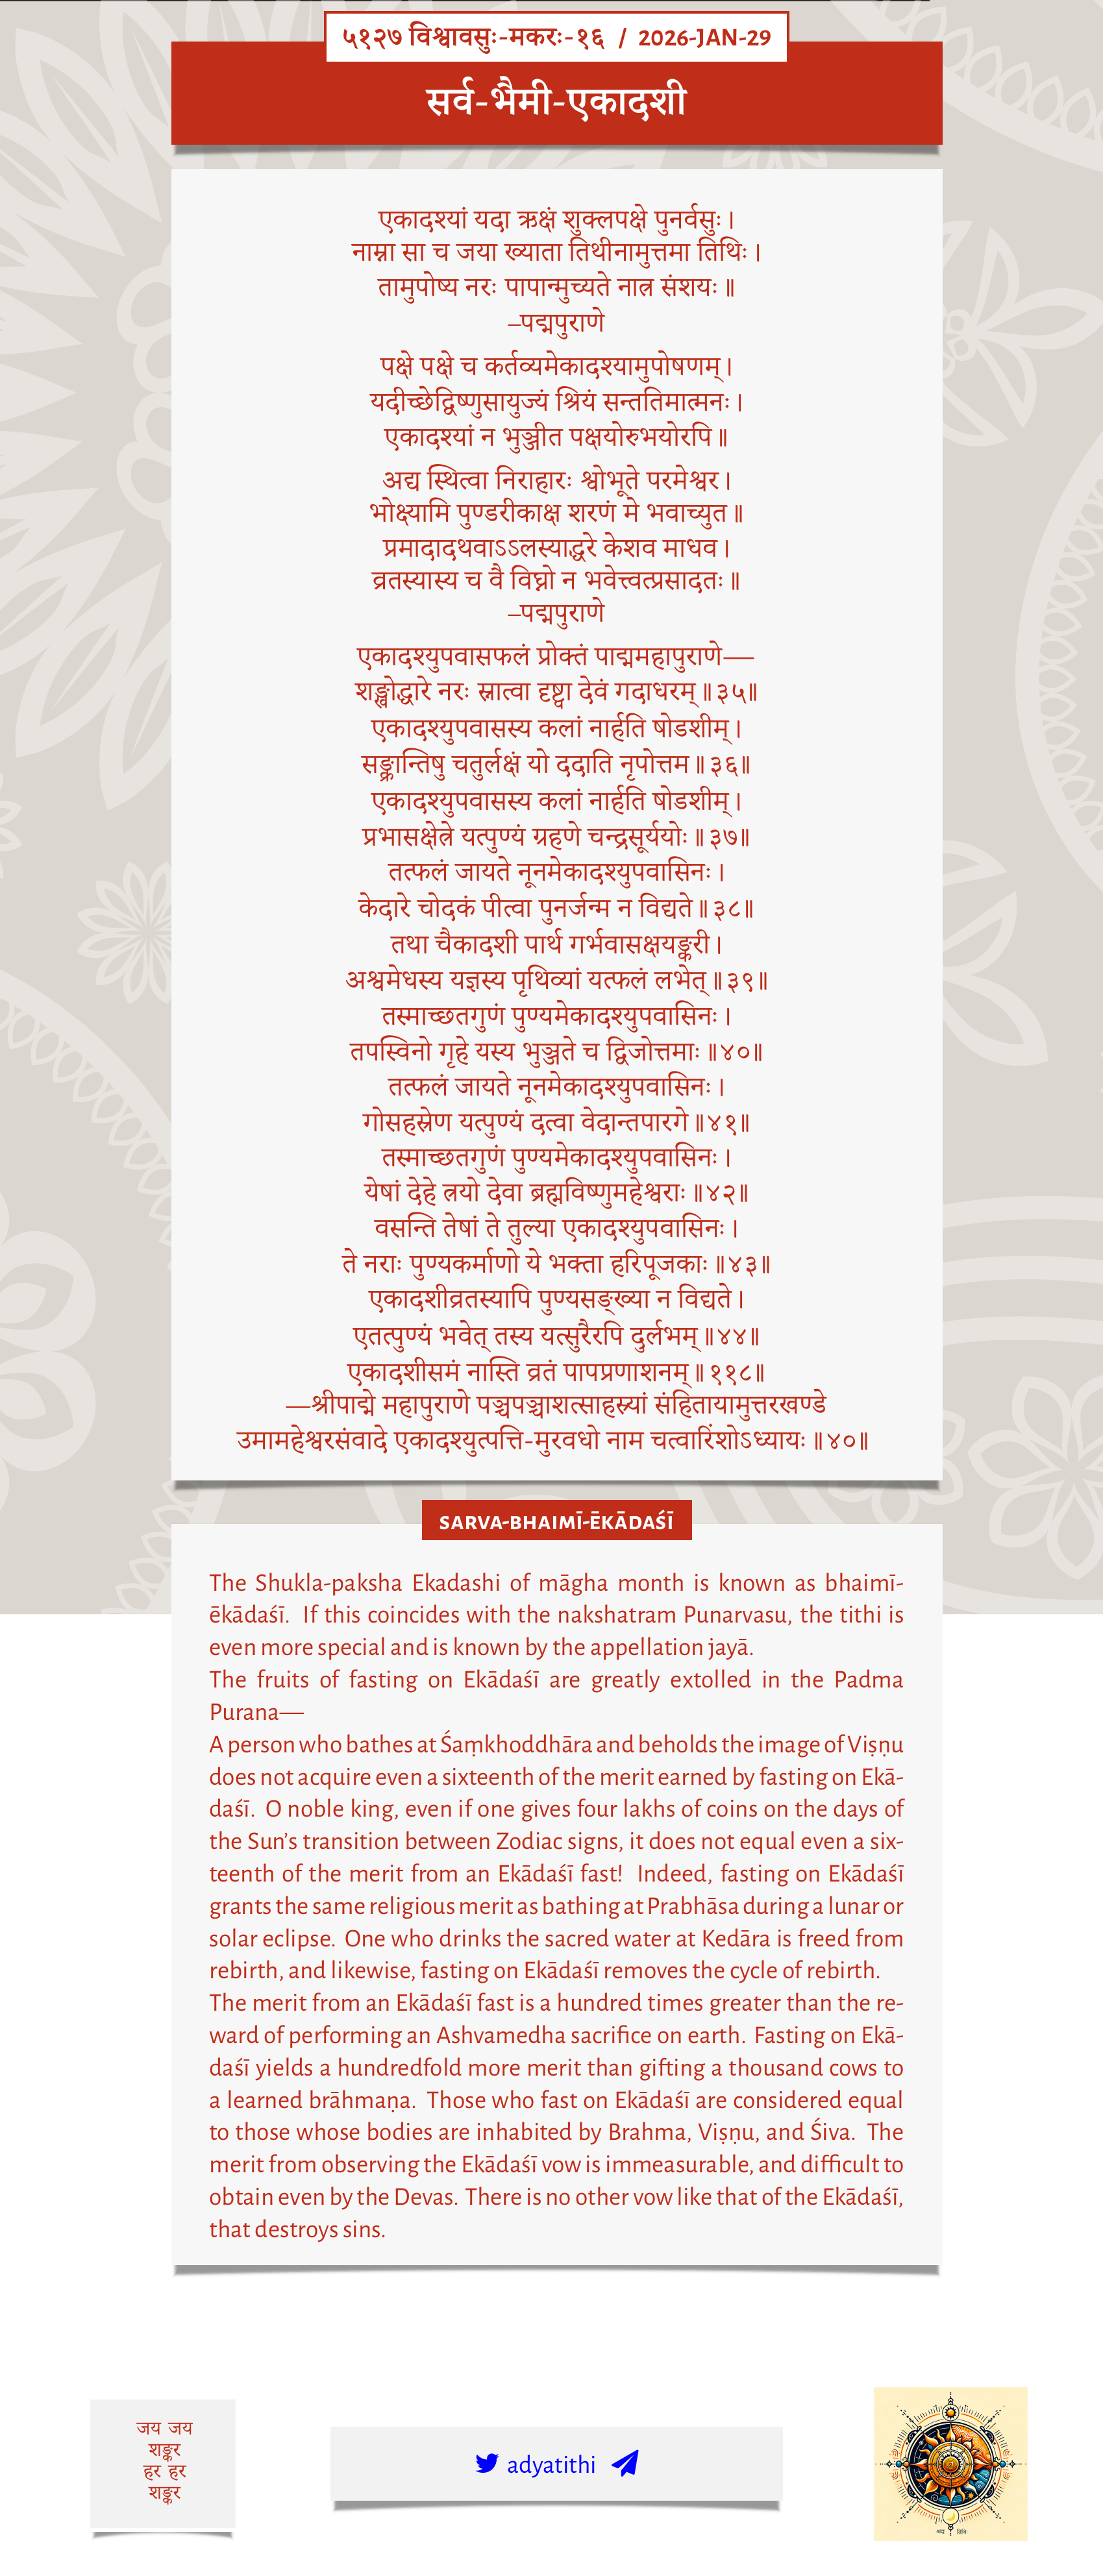 ५१२७ विश्वावसुः-मकरः-१६ / 2026-JAN-29
सर्व-भैमी-एकादशी
एकादश्यां यदा ऋक्षं शुक्लपक्षे पुनर्वसुः।
नाम्ना सा च जया ख्याता तिथीनामुत्तमा तिथिः।
तामुपोष्य नरः पापान्मुच्यते नात्र संशयः॥
–पद्मपुराणे
पक्षे पक्षे च कर्तव्यमेकादश्यामुपोषणम्।
यदीच्छेद्विष्णुसायुज्यं श्रियं सन्ततिमात्मनः।
एकादश्यां न भुञ्जीत पक्षयोरुभयोरपि॥
अद्य स्थित्वा निराहारः श्वोभूते परमेश्वर।
भोक्ष्यामि पुण्डरीकाक्ष शरणं मे भवाच्युत॥
प्रमादादथवाऽऽलस्याद्धरे केशव माधव।
व्रतस्यास्य च वै विघ्नो न भवेत्त्वत्प्रसादतः॥
–पद्मपुराणे
एकादश्युपवासफलं प्रोक्तं पाद्ममहापुराणे—
शङ्खोद्धारे नरः स्नात्वा दृष्ट्वा देवं गदाधरम्॥३५॥
एकादश्युपवासस्य कलां नार्हति षोडशीम्।
सङ्क्रान्तिषु चतुर्लक्षं यो ददाति नृपोत्तम॥३६॥
एकादश्युपवासस्य कलां नार्हति षोडशीम्।
प्रभासक्षेत्रे यत्पुण्यं ग्रहणे चन्द्रसूर्ययोः॥३७॥
तत्फलं जायते नूनमेकादश्युपवासिनः।
केदारे चोदकं पीत्वा पुनर्जन्म न विद्यते॥३८॥
तथा चैकादशी पार्थ गर्भवासक्षयङ्करी।
अश्वमेधस्य यज्ञस्य पृथिव्यां यत्फलं लभेत्॥३९॥
तस्माच्छतगुणं पुण्यमेकादश्युपवासिनः।
तपस्विनो गृहे यस्य भुञ्जते च द्विजोत्तमाः॥४०॥
तत्फलं जायते नूनमेकादश्युपवासिनः।
गोसहस्रेण यत्पुण्यं दत्वा वेदान्तपारगे॥४१॥
तस्माच्छतगुणं पुण्यमेकादश्युपवासिनः।
येषां देहे त्रयो देवा ब्रह्मविष्णुमहेश्वराः॥४२॥
वसन्ति तेषां ते तुल्या एकादश्युपवासिनः।
ते नराः पुण्यकर्माणो ये भक्ता हरिपूजकाः॥४३॥
एकादशीव्रतस्यापि पुण्यसङ्ख्या न विद्यते।
एतत्पुण्यं भवेत् तस्य यत्सुरैरपि दुर्लभम्॥४४॥
एकादशीसमं नास्ति व्रतं पापप्रणाशनम्॥११८॥
—श्रीपाद्मे महापुराणे पञ्चपञ्चाशत्साहस्र्यां संहितायामुत्तरखण्डे
उमामहेश्वरसंवादे एकादश्युत्पत्ति-मुरवधो नाम चत्वारिंशोऽध्यायः॥४०॥
SARVA-BHAIMĪ-ĒKĀDAŚĪ
The Shukla-paksha Ekadashi of māgha month is known as bhaimī-
ēkādaśī. If this coincides with the nakshatram Punarvasu, the tithi is
even more special and is known by the appellation jayā.
The fruits of fasting on Ekādaśī are greatly extolled in the Padma
Purana—
A person who bathes at Śaṃkhoddhāra and beholds the image of Viṣṇu
does not acquire even a sixteenth of the merit earned by fasting on Ekā-
daśī. O noble king, even if one gives four lakhs of coins on the days of
the Sun’s transition between Zodiac signs, it does not equal even a six-
teenth of the merit from an Ekādaśī fast! Indeed, fasting on Ekādaśī
grants the same religious merit as bathing at Prabhāsa during a lunar or
solar eclipse. One who drinks the sacred water at Kedāra is freed from
rebirth, and likewise, fasting on Ekādaśī removes the cycle of rebirth.
The merit from an Ekādaśī fast is a hundred times greater than the re-
ward of performing an Ashvamedha sacrifice on earth. Fasting on Ekā-
daśī yields a hundredfold more merit than gifting a thousand cows to
a learned brāhmaṇa. Those who fast on Ekādaśī are considered equal
to those whose bodies are inhabited by Brahma, Viṣṇu, and Śiva. The
merit from observing the Ekādaśī vow is immeasurable, and difficult to
obtain even by the Devas. There is no other vow like that of the Ekādaśī,
that destroys sins.
जय जय
शङ्कर
हर हर
शङ्कर
adyatithi